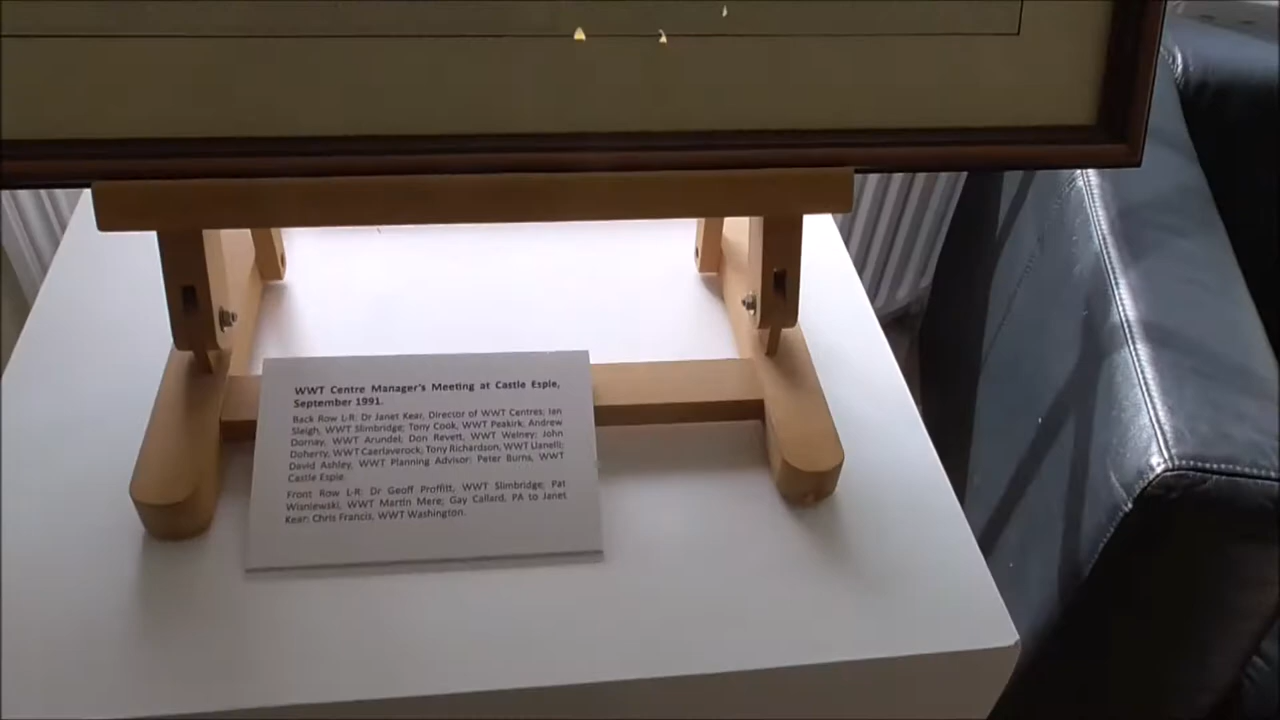 WWT Centre Manager's Meeting at Castle Espie,
September 1991.
Back Row L-R: Dr Janet Kear, Director of WWT Centres; Ian
Sleigh, WWT Slimbridge; Tony Cook, WWT Peakirk; Andrew
Dornay, WWT Arundel; Don Revett, WWT Welney; John
Doherty, WWT Caerlaverock; Tony Richardson, WWT Llanelli;
David Ashley, WWT Planning Advisor; Peter Burns, WWT
Castle Espie.
Front Row L-R: Dr Geoff Proffitt, WWT Slimbridge; Pat
Wisniewski, WWT Martin Mere; Gay Callard, PA to Janet
Kear; Chris Francis, WWT Washington.